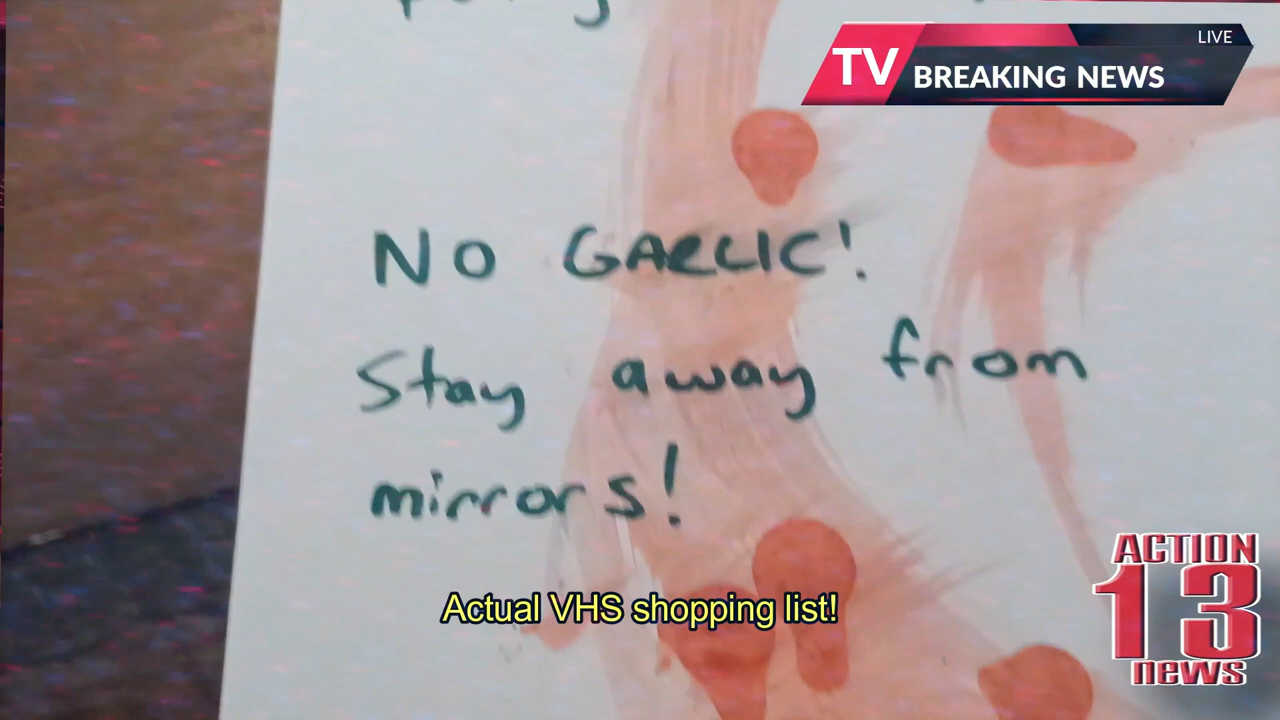 LIVE
TV BREAKING NEWS
NO GARLIC!
Stay away from
mirrors!
Actual VHS shopping list!
ACTION
13
news